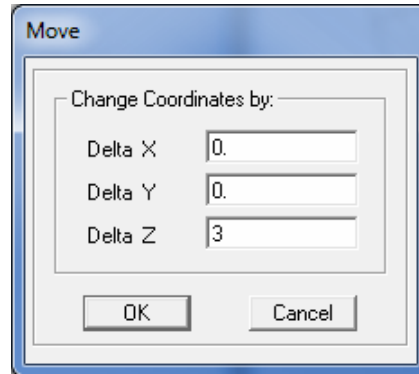 Move
Change Coordinates by:
Delta X 0.
Delta Y 0.
Delta Z 3
OK Cancel